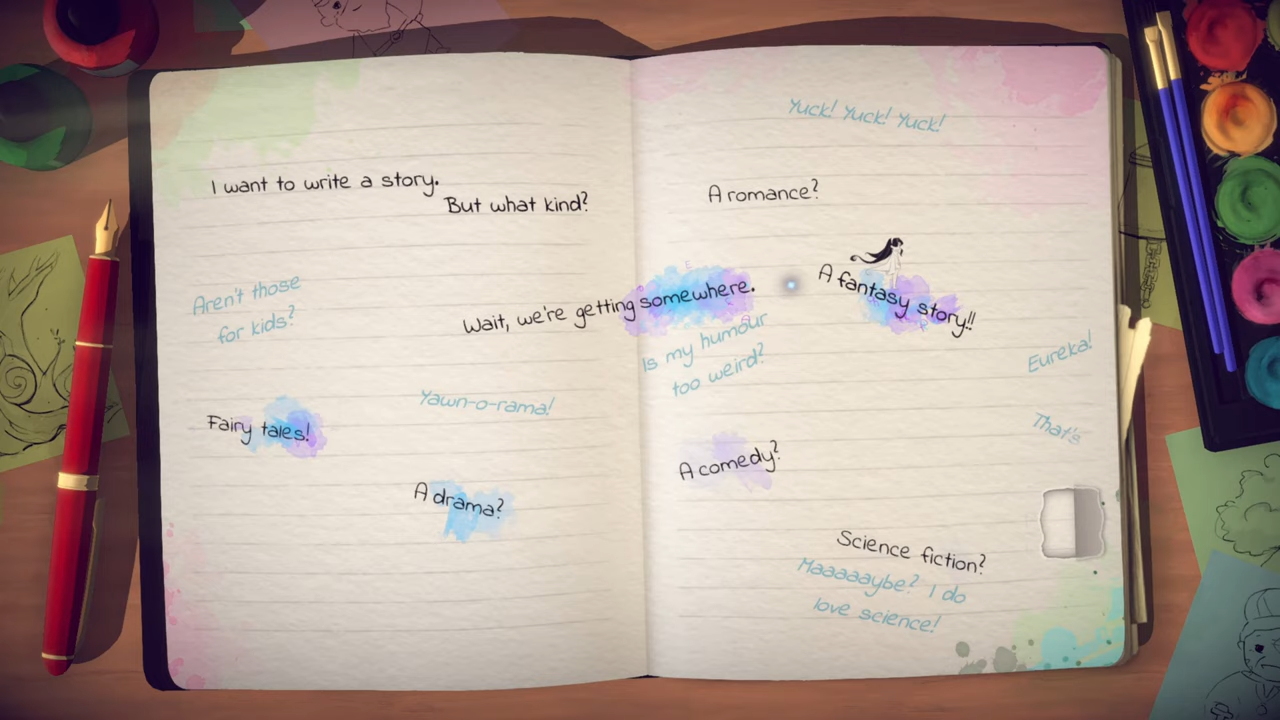 I want to write a story.
But what kind?
Aren't those
for kids?
Fairy tales!
Yawn-o-rama!
A drama?
Wait, we're getting somewhere.
Yuck! Yuck! Yuck!
A romance?
A fantasy story!!
Is my humour
too weird?
Eureka!
That's
A comedy?
Science fiction?
Maaaaaybe? I do
love science!